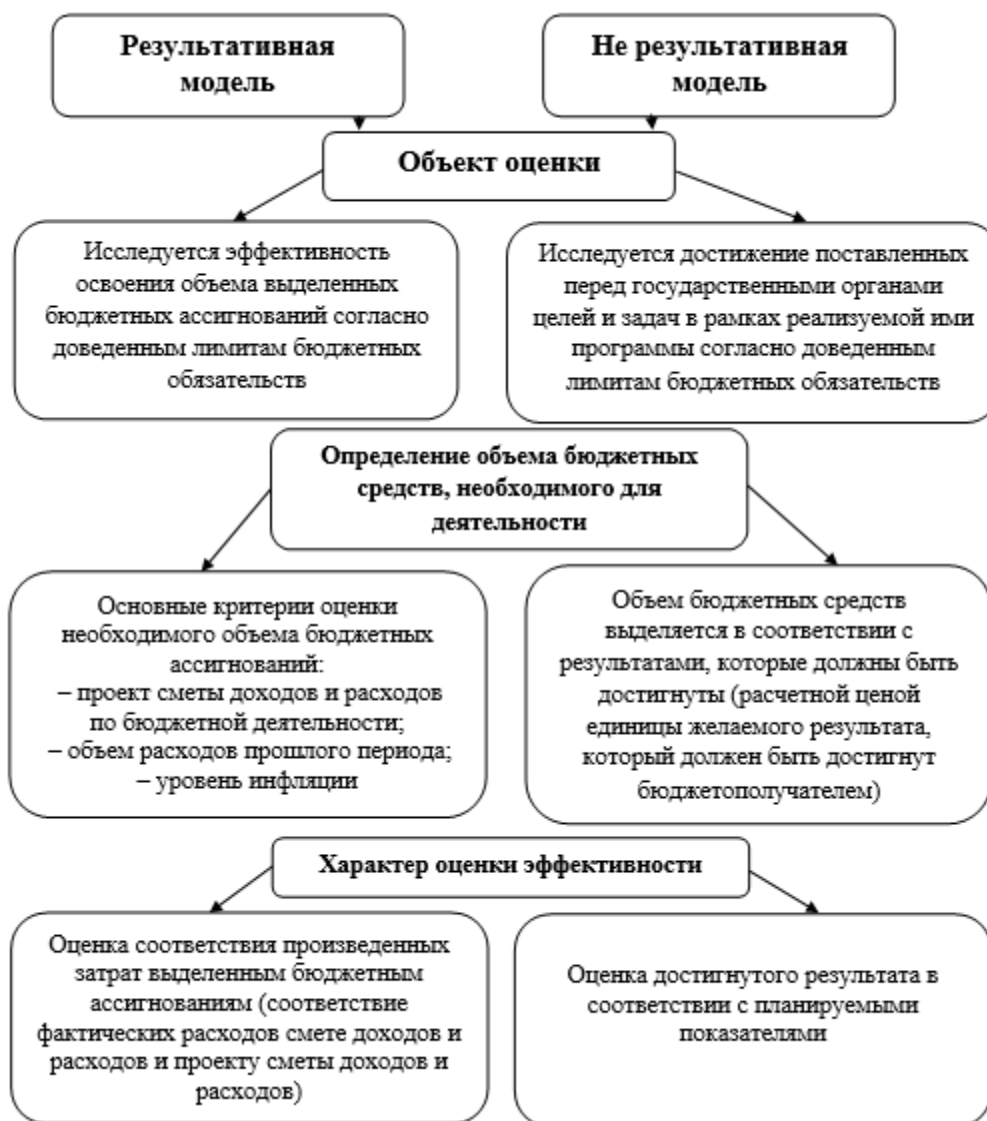 Результативная
модель
Не результативная
модель
Объект оценки
Исследуется эффективность
освоения объема выделенных
бюджетных ассигнований согласно
доведенным лимитам бюджетных
обязательств
Исследуется достижение поставленных
перед государственными органами
целей и задач в рамках реализуемой ими
программы согласно доведенным
лимитам бюджетных обязательств
Определение объема бюджетных
средств, необходимого для
деятельности
Основные критерии оценки
необходимого объема бюджетных
ассигнований:
– проект сметы доходов и расходов
по бюджетной деятельности;
– объем расходов прошлого периода;
– уровень инфляции
Объем бюджетных средств
выделяется в соответствии с
результатами, которые должны быть
достигнуты (расчетной ценой
единицы желаемого результата,
который должен быть достигнут
бюджетополучателем)
Характер оценки эффективности
Оценка соответствия произведенных
затрат выделенным бюджетным
ассигнованиям (соответствие
фактических расходов смете доходов и
расходов и проекту сметы доходов и
расходов)
Оценка достигнутого результата в
соответствии с планируемыми
показателями